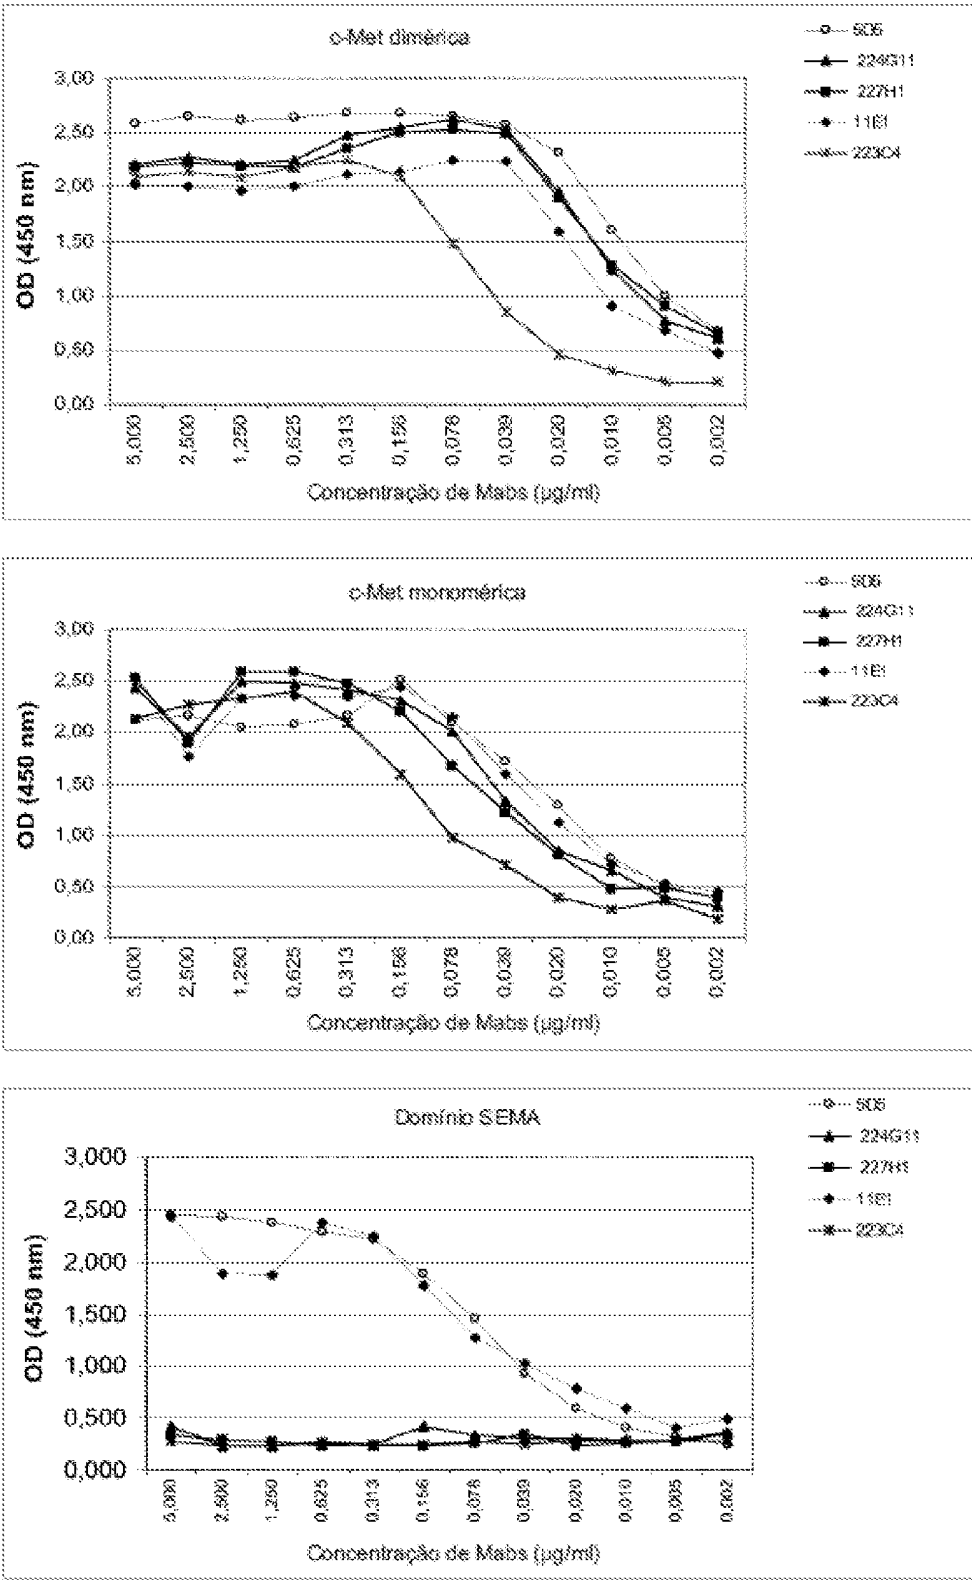 c-Met dimérica
5D5
224G11
227H1
11E1
223C4
OD (450 nm)
3,00
2,50
2,00
1,50
1,00
0,50
0,00
5,000
2,500
1,250
0,625
0,313
0,156
0,078
0,039
0,020
0,010
0,005
0,002
Concentração de Mabs (µg/ml)
c-Met monomérica
5D5
224G11
227H1
11E1
223C4
OD (450 nm)
3,00
2,50
2,00
1,50
1,00
0,50
0,00
5,000
2,500
1,250
0,625
0,313
0,156
0,078
0,039
0,020
0,010
0,005
0,002
Concentração de Mabs (µg/ml)
Domínio SEMA
5D5
224G11
227H1
11E1
223C4
OD (450 nm)
3,000
2,500
2,000
1,500
1,000
0,500
0,000
5,000
2,500
1,250
0,625
0,313
0,156
0,078
0,039
0,020
0,010
0,005
0,002
Concentração de Mabs (µg/ml)